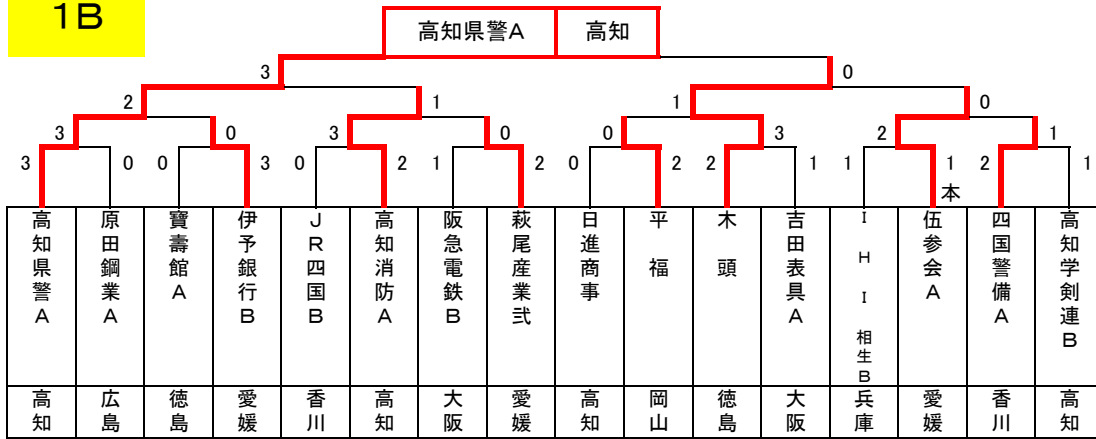 1B
高知県警A 高知
3 0
2 1 1 0
3 0 3 0 0 3 2 1
3 0 0 3 0 2 1 2 0 2 2 1 1 1 2 1
本
高知県警A
原田鋼業A
寶壽館A
伊予銀行B
JR四国B
高知消防A
阪急電鉄B
萩尾産業弐
日進商事
平福
木頭
吉田表具A
IHI相生B
伍参会A
四国警備A
高知学剣連B
高知
広島
徳島
愛媛
香川
高知
大阪
愛媛
高知
岡山
徳島
大阪
兵庫
愛媛
香川
高知